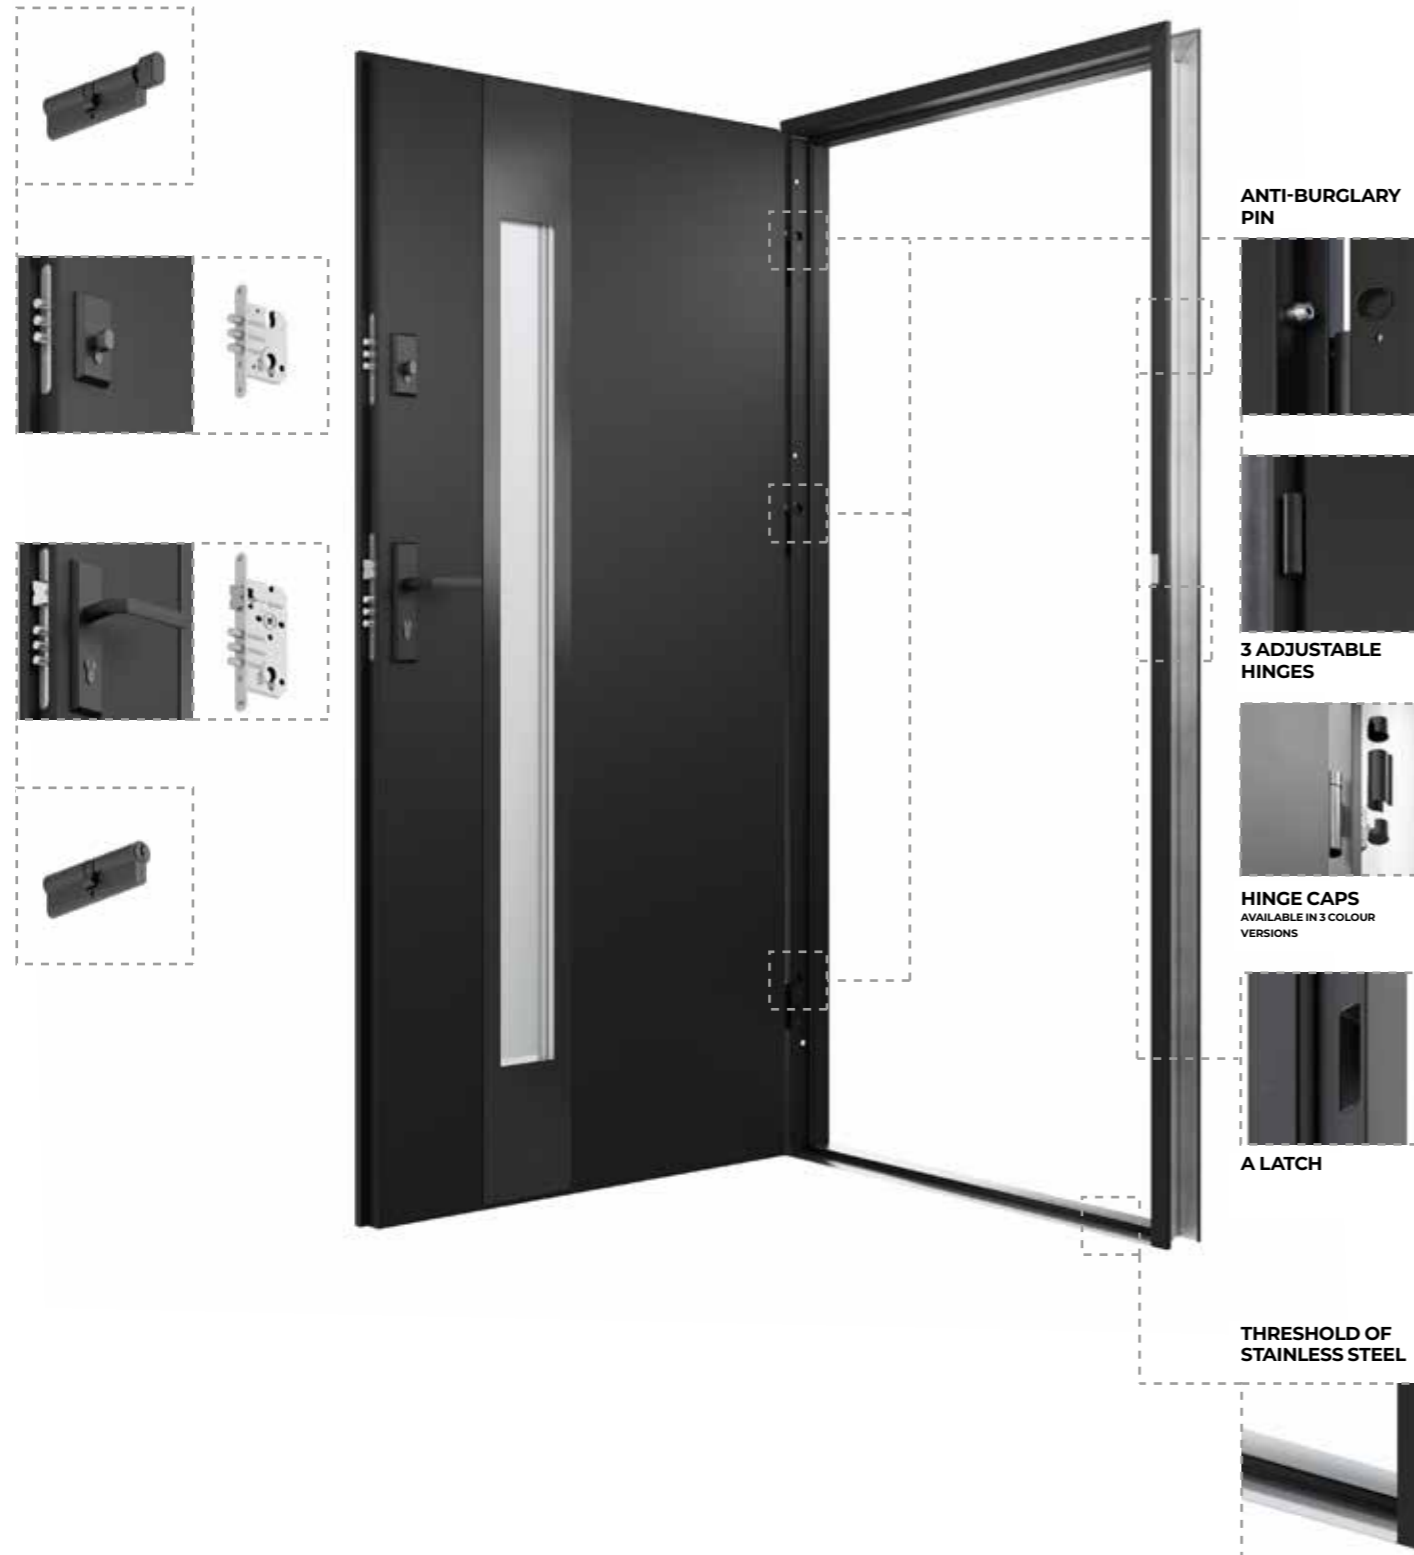 ANTI-BURGLARY
PIN
3 ADJUSTABLE
HINGES
HINGE CAPS
AVAILABLE IN 3 COLOUR
VERSIONS
A LATCH
THRESHOLD OF
STAINLESS STEEL